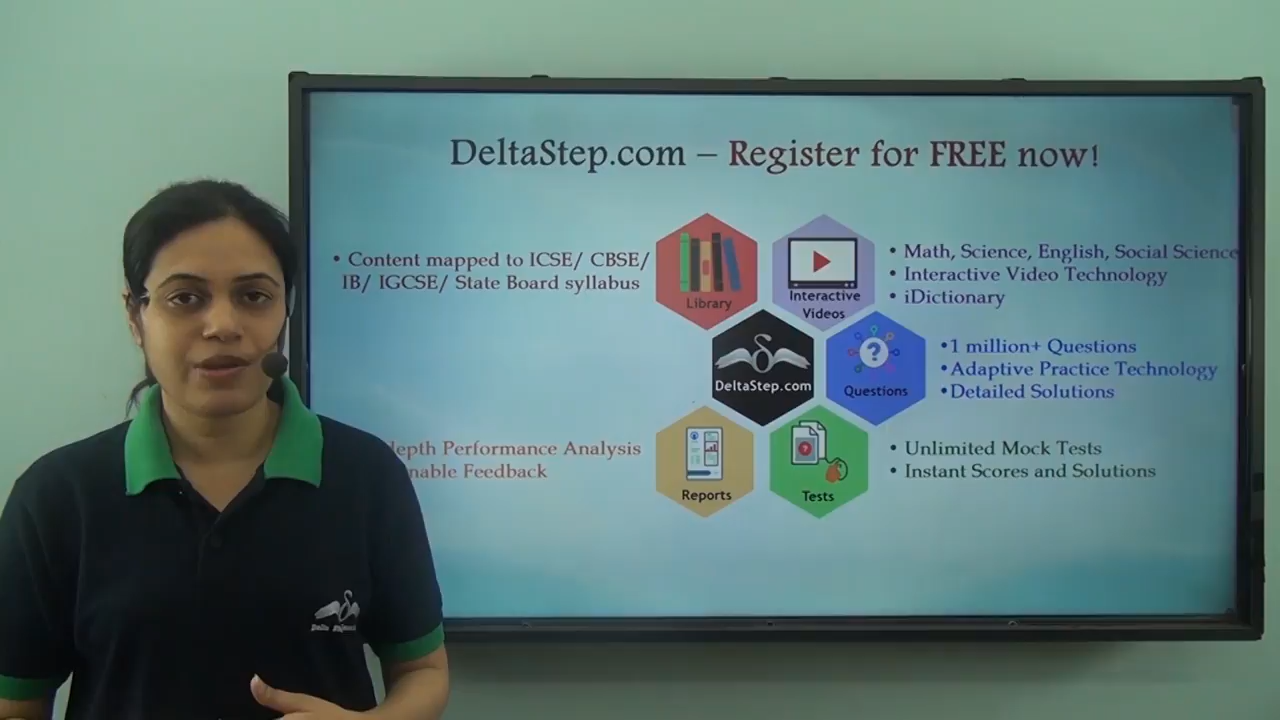 DeltaStep.com – Register for FREE now!
• Content mapped to ICSE/ CBSE/
IB/ IGCSE/ State Board syllabus
Library
Interactive
Videos
• Math, Science, English, Social Science
• Interactive Video Technology
• iDictionary
DeltaStep.com
Questions
•1 million+ Questions
•Adaptive Practice Technology
•Detailed Solutions
Performance Analysis
Feedback
Reports
Tests
• Unlimited Mock Tests
• Instant Scores and Solutions
Delta